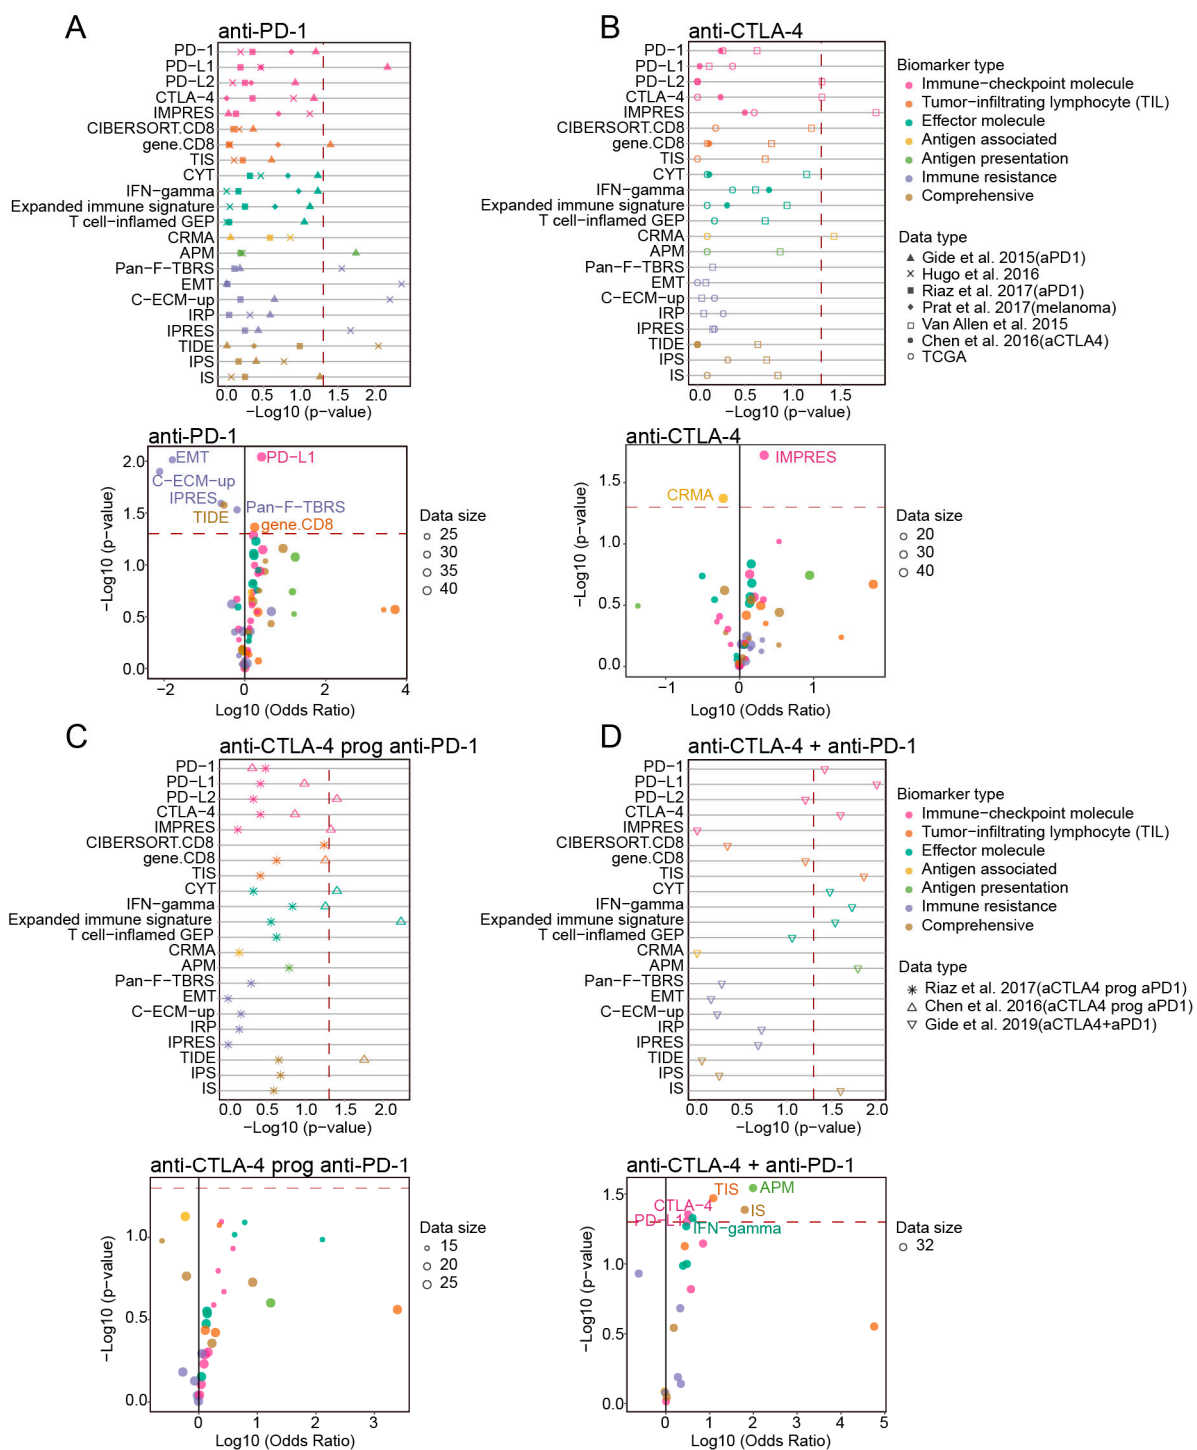 A
anti-PD-1
PD-1
PD-L1
PD-L2
CTLA-4
IMPRES
CIBERSORT.CD8
gene.CD8
TIS
CYT
IFN-gamma
Expanded immune signature
T cell-inflamed GEP
CRMA
APM
Pan-F-TBRS
EMT
C-ECM-up
IRP
IPRES
TIDE
IPS
IS
0.0 0.5 1.0 1.5 2.0
-Log10 (p-value)
B
anti-CTLA-4
PD-1
PD-L1
PD-L2
CTLA-4
IMPRES
CIBERSORT.CD8
gene.CD8
TIS
CYT
IFN-gamma
Expanded immune signature
T cell-inflamed GEP
CRMA
APM
Pan-F-TBRS
EMT
C-ECM-up
IRP
IPRES
TIDE
IPS
IS
0.0 0.5 1.0 1.5
-Log10 (p-value)
Biomarker type
Immune-checkpoint molecule
Tumor-infiltrating lymphocyte (TIL)
Effector molecule
Antigen associated
Antigen presentation
Immune resistance
Comprehensive
Data type
Gide et al. 2015(aPD1)
Hugo et al. 2016
Riaz et al. 2017(aPD1)
Prat et al. 2017(melanoma)
Van Allen et al. 2015
Chen et al. 2016(aCTLA4)
TCGA
anti-PD-1
-Log10 (p-value)
2.0
1.5
1.0
0.5
0.0
EMT
PD-L1
C-ECM-up
IPRES
Pan-F-TBRS
TIDE
gene.CD8
-2 0 2 4
Log10 (Odds Ratio)
Data size
25
30
35
40
anti-CTLA-4
-Log10 (p-value)
1.5
1.0
0.5
0.0
IMPRES
CRMA
-1 0 1
Log10 (Odds Ratio)
Data size
20
30
40
C
anti-CTLA-4 prog anti-PD-1
PD-1
PD-L1
PD-L2
CTLA-4
IMPRES
CIBERSORT.CD8
gene.CD8
TIS
CYT
IFN-gamma
Expanded immune signature
T cell-inflamed GEP
CRMA
APM
Pan-F-TBRS
EMT
C-ECM-up
IRP
IPRES
TIDE
IPS
IS
0.0 0.5 1.0 1.5 2.0
-Log10 (p-value)
D
anti-CTLA-4 + anti-PD-1
PD-1
PD-L1
PD-L2
CTLA-4
IMPRES
CIBERSORT.CD8
gene.CD8
TIS
CYT
IFN-gamma
Expanded immune signature
T cell-inflamed GEP
CRMA
APM
Pan-F-TBRS
EMT
C-ECM-up
IRP
IPRES
TIDE
IPS
IS
0.0 0.5 1.0 1.5 2.0
-Log10 (p-value)
Biomarker type
Immune-checkpoint molecule
Tumor-infiltrating lymphocyte (TIL)
Effector molecule
Antigen associated
Antigen presentation
Immune resistance
Comprehensive
Data type
Riaz et al. 2017(aCTLA4 prog aPD1)
Chen et al. 2016(aCTLA4 prog aPD1)
Gide et al. 2019(aCTLA4+aPD1)
anti-CTLA-4 prog anti-PD-1
-Log10 (p-value)
1.0
0.5
0.0
0 1 2 3
Log10 (Odds Ratio)
Data size
15
20
25
anti-CTLA-4 + anti-PD-1
-Log10 (p-value)
1.5
1.0
0.5
0.0
TIS
APM
CTLA-4
IS
PD-L1
IFN-gamma
0 1 2 3 4 5
Log10 (Odds Ratio)
Data size
32